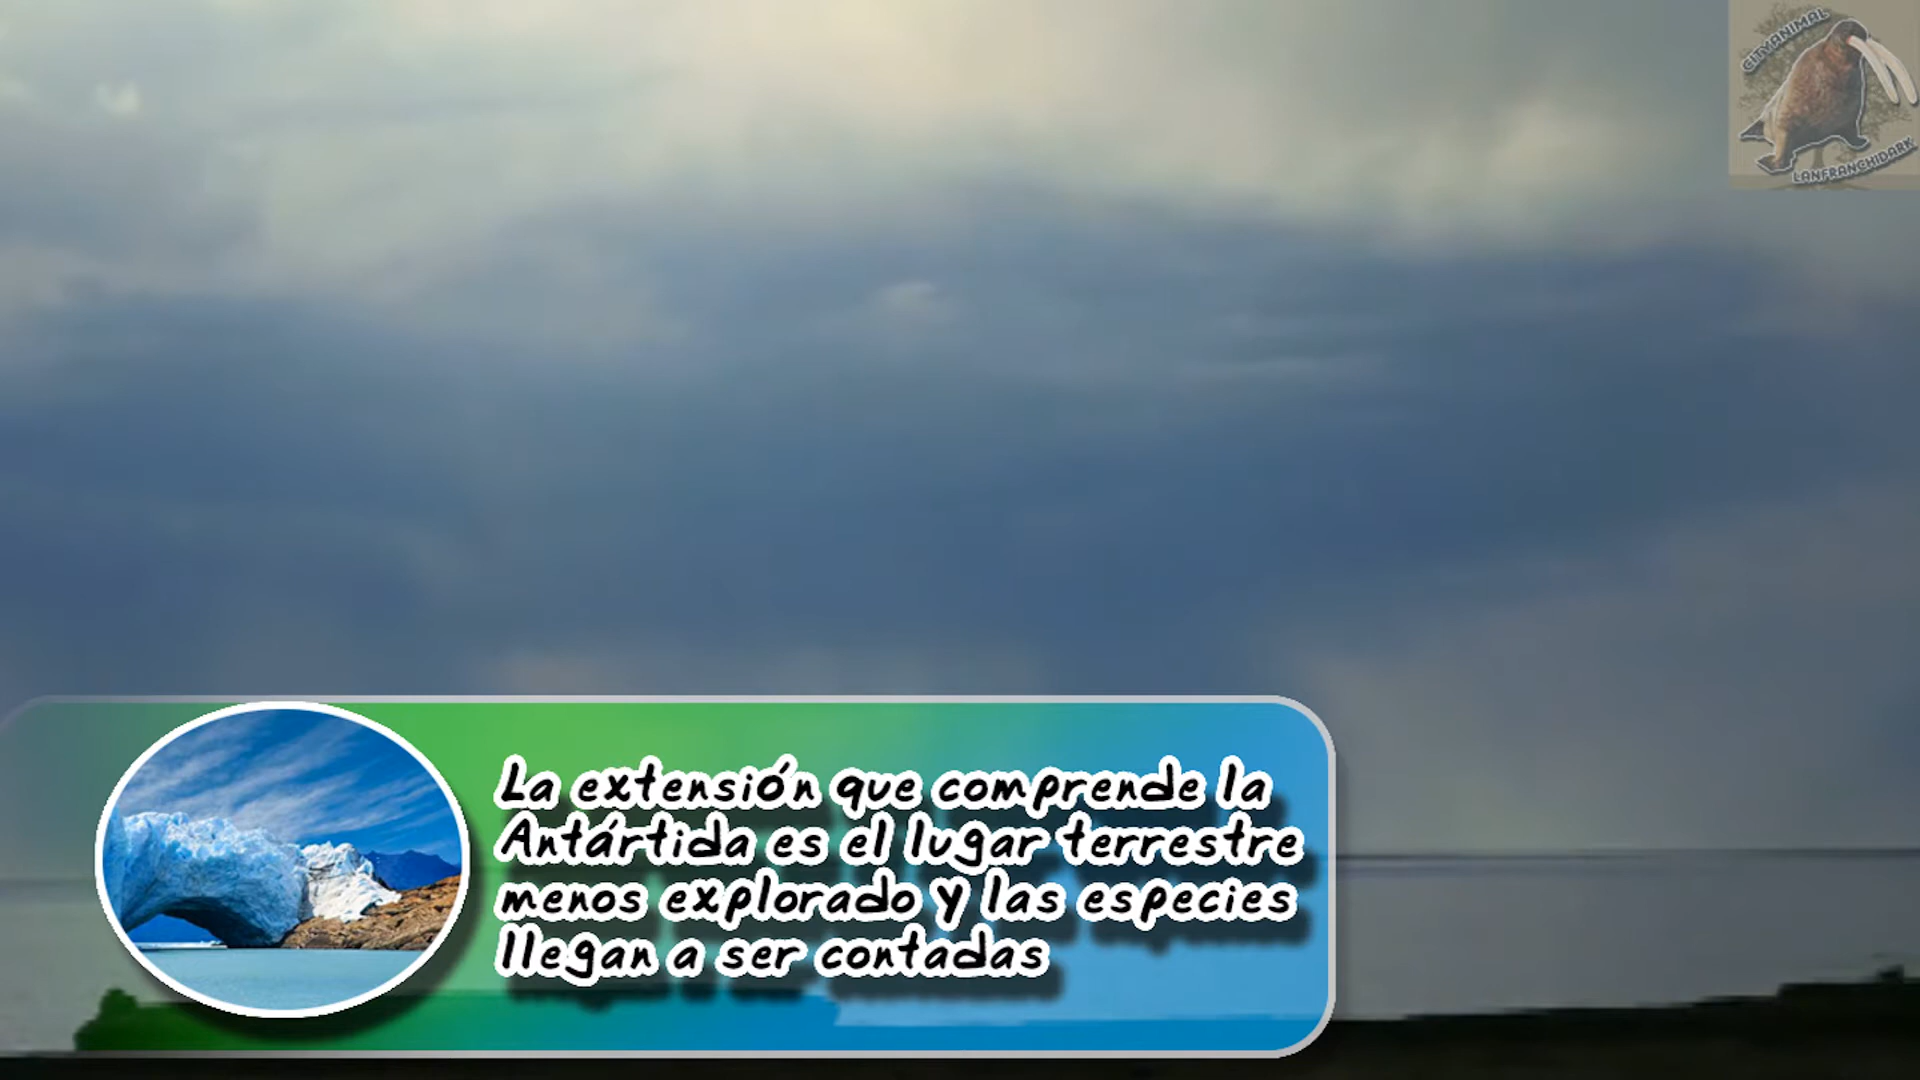 CITYANIMAL
LANFRANCHIDARK
La extensión que comprende la
Antártida es el lugar terrestre
menos explorado y las especies
llegan a ser contadas